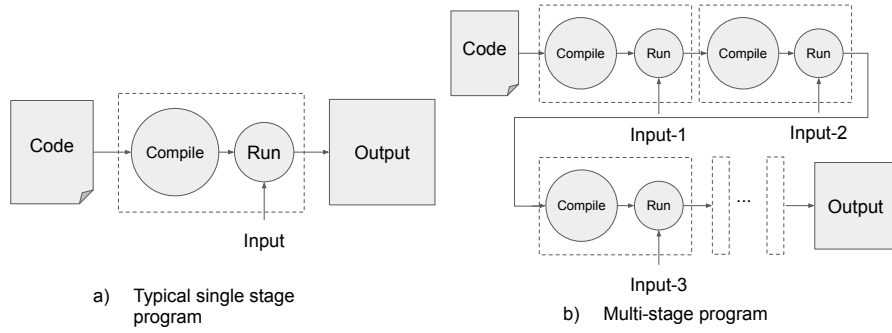 Code
Compile
Run
Output
Input
a) Typical single stage
program
Code
Compile
Run
Compile
Run
Input-1
Input-2
Compile
Run
...
Output
Input-3
b) Multi-stage program